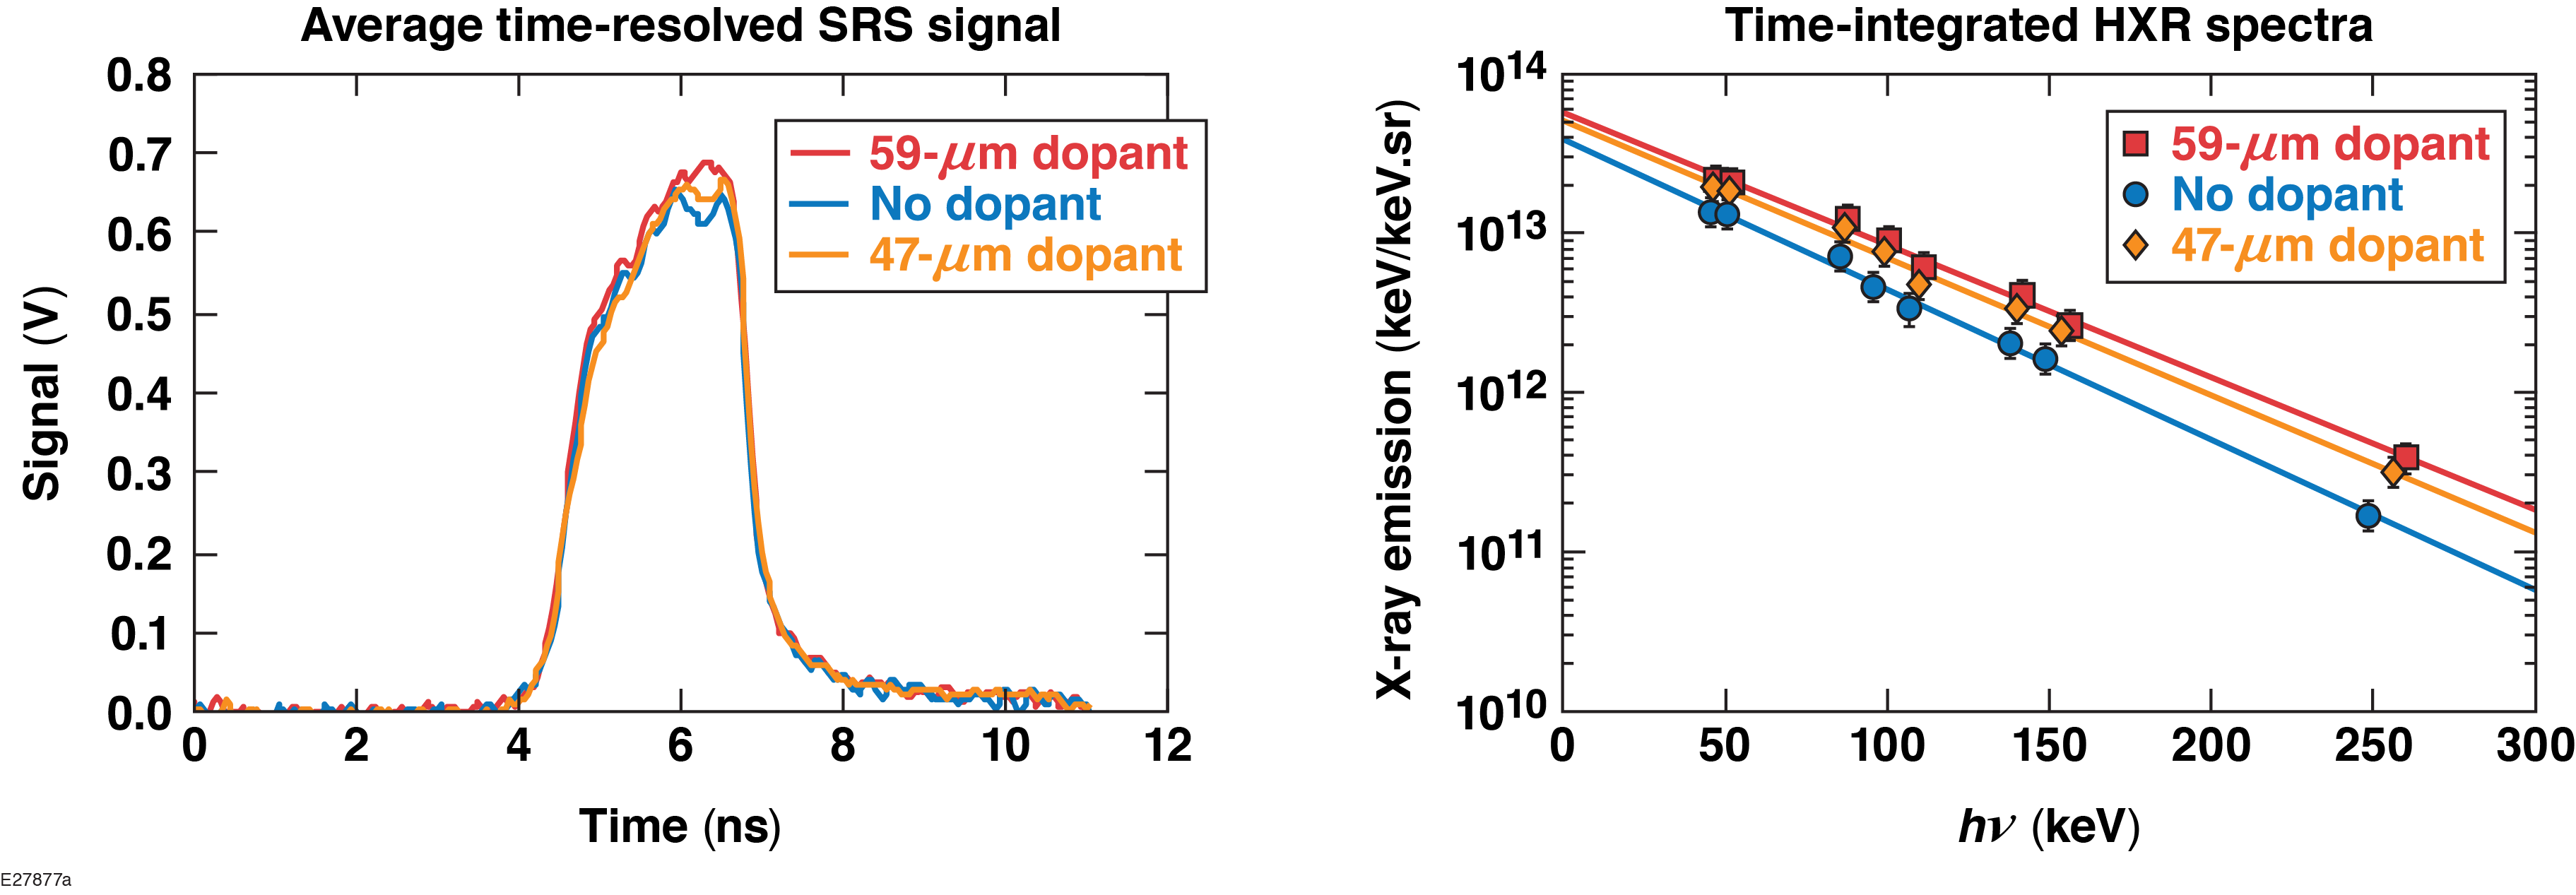 Average time-resolved SRS signal
0.8
0.7
0.6
0.5
0.4
0.3
0.2
0.1
0.0
Signal (V)
0 2 4 6 8 10 12
Time (ns)
59-μm dopant
No dopant
47-μm dopant
Time-integrated HXR spectra
10¹⁴
10¹³
10¹²
10¹¹
10¹⁰
X-ray emission (keV/keV.sr)
0 50 100 150 200 250 300
hν (keV)
59-μm dopant
No dopant
47-μm dopant
E27877a